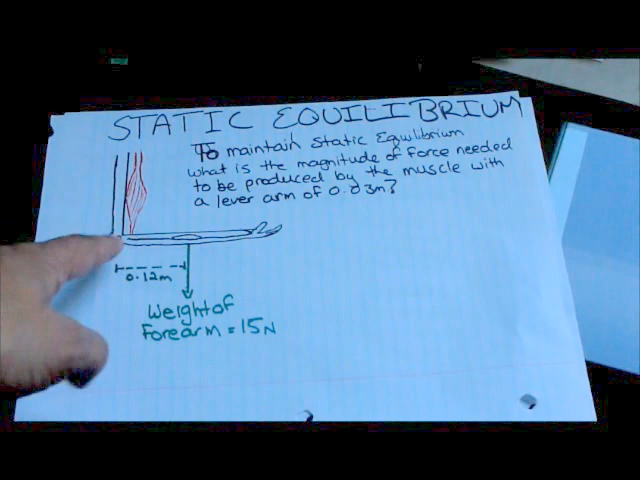 STATIC EQUILIBRIUM
To maintain Static Equilibrium
what is the magnitude of force needed
to be produced by the muscle with
a lever arm of 0.03m?
0.12m
Weight of
Forearm = 15N